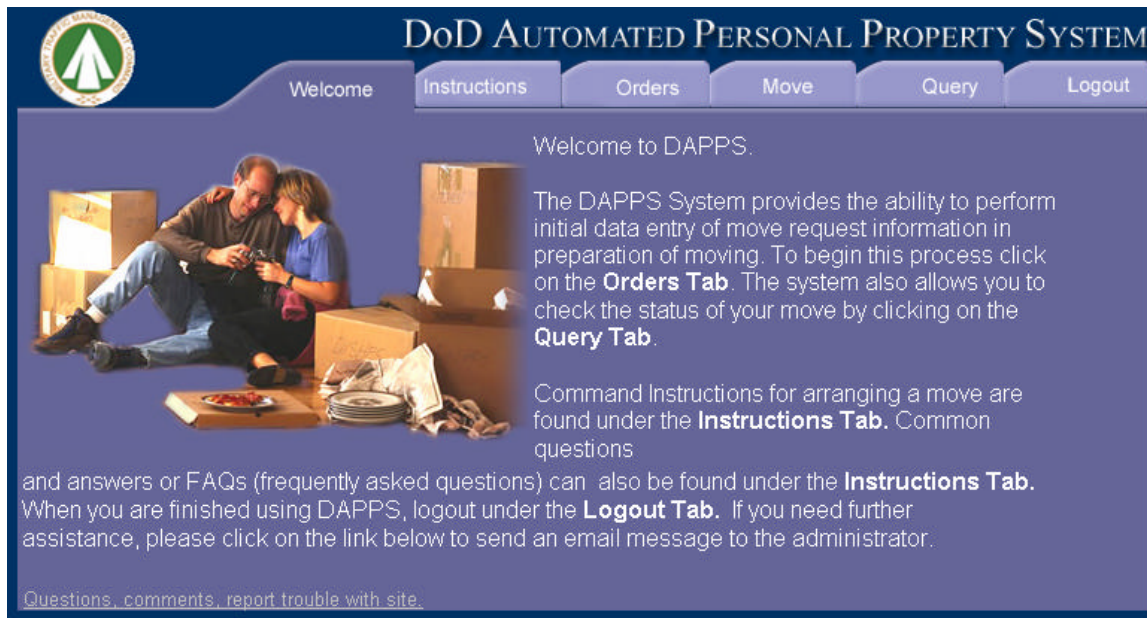 DOD AUTOMATED PERSONAL PROPERTY SYSTEM
MILITARY TRAFFIC MANAGEMENT COMMAND
Welcome Instructions Orders Move Query Logout
Welcome to DAPPS.
The DAPPS System provides the ability to perform
initial data entry of move request information in
preparation of moving. To begin this process click
on the Orders Tab. The system also allows you to
check the status of your move by clicking on the
Query Tab.
Command Instructions for arranging a move are
found under the Instructions Tab. Common
questions
and answers or FAQs (frequently asked questions) can also be found under the Instructions Tab.
When you are finished using DAPPS, logout under the Logout Tab. If you need further
assistance, please click on the link below to send an email message to the administrator.
Questions, comments, report trouble with site.